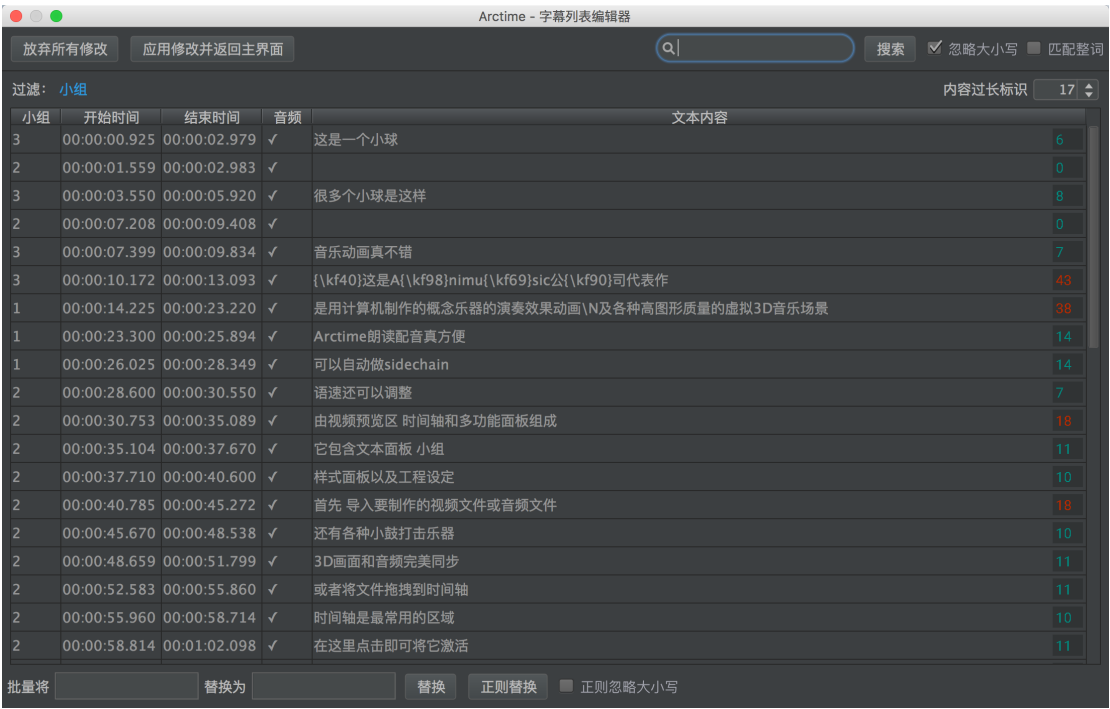 Arctime - 字幕列表编辑器
放弃所有修改 应用修改并返回主界面 搜索 忽略大小写 匹配整词
过滤： 小组 内容过长标识 17
小组 开始时间 结束时间 音频 文本内容
3 00:00:00.925 00:00:02.979 ✓ 这是一个小球 6
2 00:00:01.559 00:00:02.983 ✓ 0
3 00:00:03.550 00:00:05.920 ✓ 很多个小球是这样 8
2 00:00:07.208 00:00:09.408 ✓ 0
3 00:00:07.399 00:00:09.834 ✓ 音乐动画真不错 7
3 00:00:10.172 00:00:13.093 ✓ {\kf40}这是A{\kf98}nimu{\kf69}sic公{\kf90}司代表作 43
1 00:00:14.225 00:00:23.220 ✓ 是用计算机制作的概念乐器的演奏效果动画\N及各种高图形质量的虚拟3D音乐场景 38
1 00:00:23.300 00:00:25.894 ✓ Arctime朗读配音真方便 14
1 00:00:26.025 00:00:28.349 ✓ 可以自动做sidechain 14
2 00:00:28.600 00:00:30.550 ✓ 语速还可以调整 7
2 00:00:30.753 00:00:35.089 ✓ 由视频预览区 时间轴和多功能面板组成 18
2 00:00:35.104 00:00:37.670 ✓ 它包含文本面板 小组 11
2 00:00:37.710 00:00:40.600 ✓ 样式面板以及工程设定 10
2 00:00:40.785 00:00:45.272 ✓ 首先 导入要制作的视频文件或音频文件 18
2 00:00:45.670 00:00:48.538 ✓ 还有各种小鼓打击乐器 10
2 00:00:48.659 00:00:51.799 ✓ 3D画面和音频完美同步 11
2 00:00:52.583 00:00:55.860 ✓ 或者将文件拖拽到时间轴 11
2 00:00:55.960 00:00:58.714 ✓ 时间轴是最常用的区域 10
2 00:00:58.814 00:01:02.098 ✓ 在这里点击即可将它激活 11
批量将 替换为 替换 正则替换 正则忽略大小写